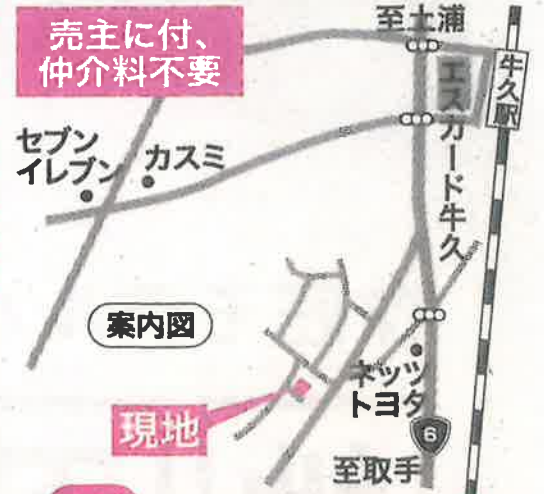 売主に付、
仲介料不要
至土浦
牛久駅
エスカード牛久
セブン
イレブン
カスミ
案内図
ネッツ
トヨタ
現地
6
至取手